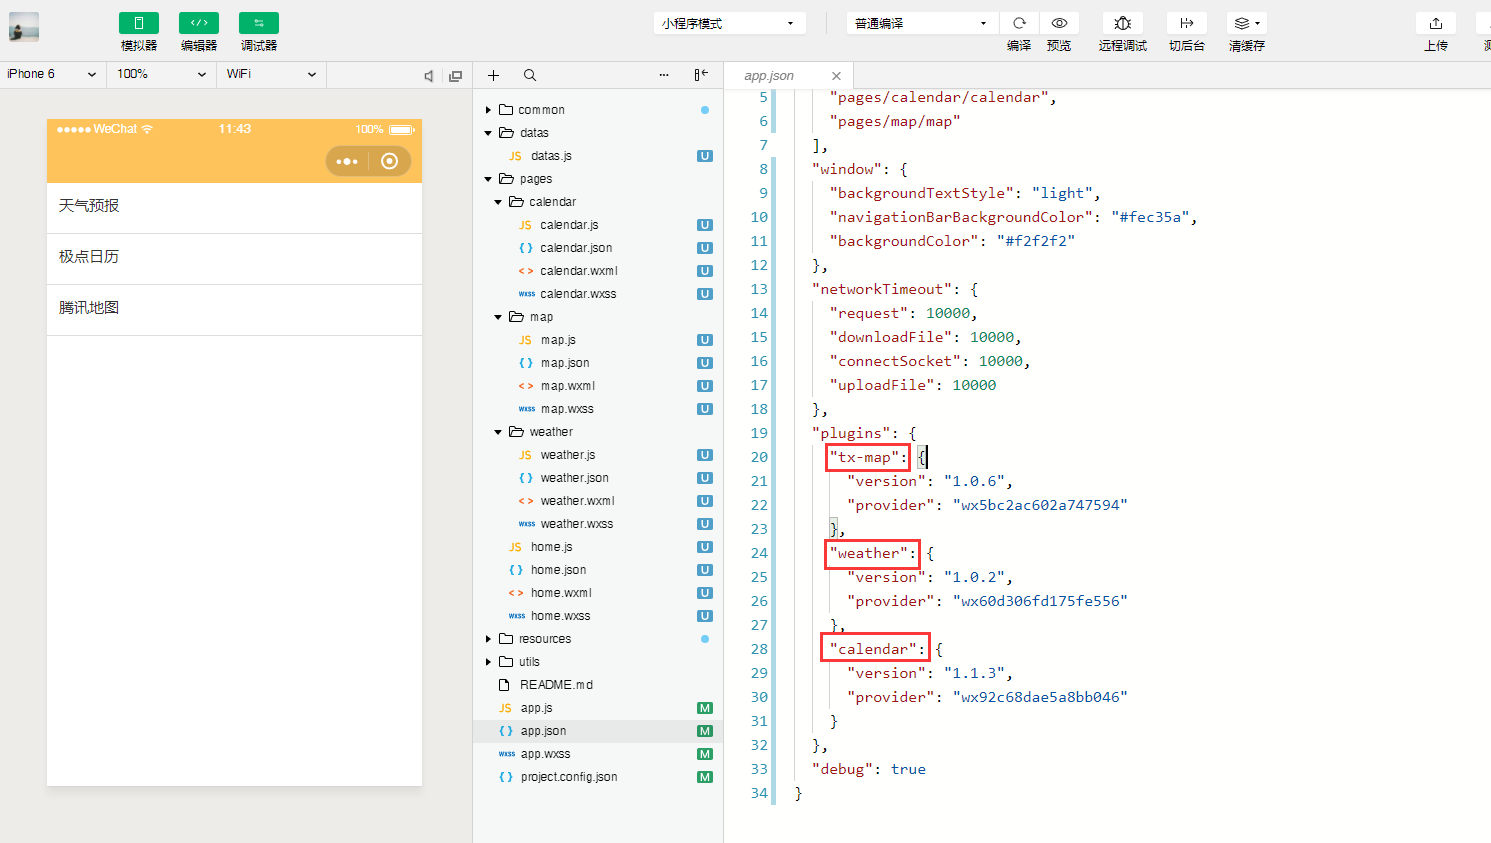 模拟器
编辑器
调试器
小程序模式
普通编译
编译
预览
远程调试
切后台
清缓存
上传
iPhone 6
100%
WiFi
WeChat
11:43
100%
天气预报
极点日历
腾讯地图
common
datas
JS datas.js U
pages
calendar
JS calendar.js U
{ } calendar.json U
< > calendar.wxml U
wxss calendar.wxss U
map
JS map.js U
{ } map.json U
< > map.wxml U
wxss map.wxss U
weather
JS weather.js U
{ } weather.json U
< > weather.wxml U
wxss weather.wxss U
JS home.js U
{ } home.json U
< > home.wxml U
wxss home.wxss U
resources
utils
README.md
JS app.js M
{ } app.json M
wxss app.wxss M
{ } project.config.json M
app.json
5 "pages/calendar/calendar",
6 "pages/map/map"
7 ],
8 "window": {
9 "backgroundTextStyle": "light",
10 "navigationBarBackgroundColor": "#fec35a",
11 "backgroundColor": "#f2f2f2"
12 },
13 "networkTimeout": {
14 "request": 10000,
15 "downloadFile": 10000,
16 "connectSocket": 10000,
17 "uploadFile": 10000
18 },
19 "plugins": {
20 "tx-map": {
21 "version": "1.0.6",
22 "provider": "wx5bc2ac602a747594"
23 },
24 "weather": {
25 "version": "1.0.2",
26 "provider": "wx60d306fd175fe556"
27 },
28 "calendar": {
29 "version": "1.1.3",
30 "provider": "wx92c68dae5a8bb046"
31 }
32 },
33 "debug": true
34 }